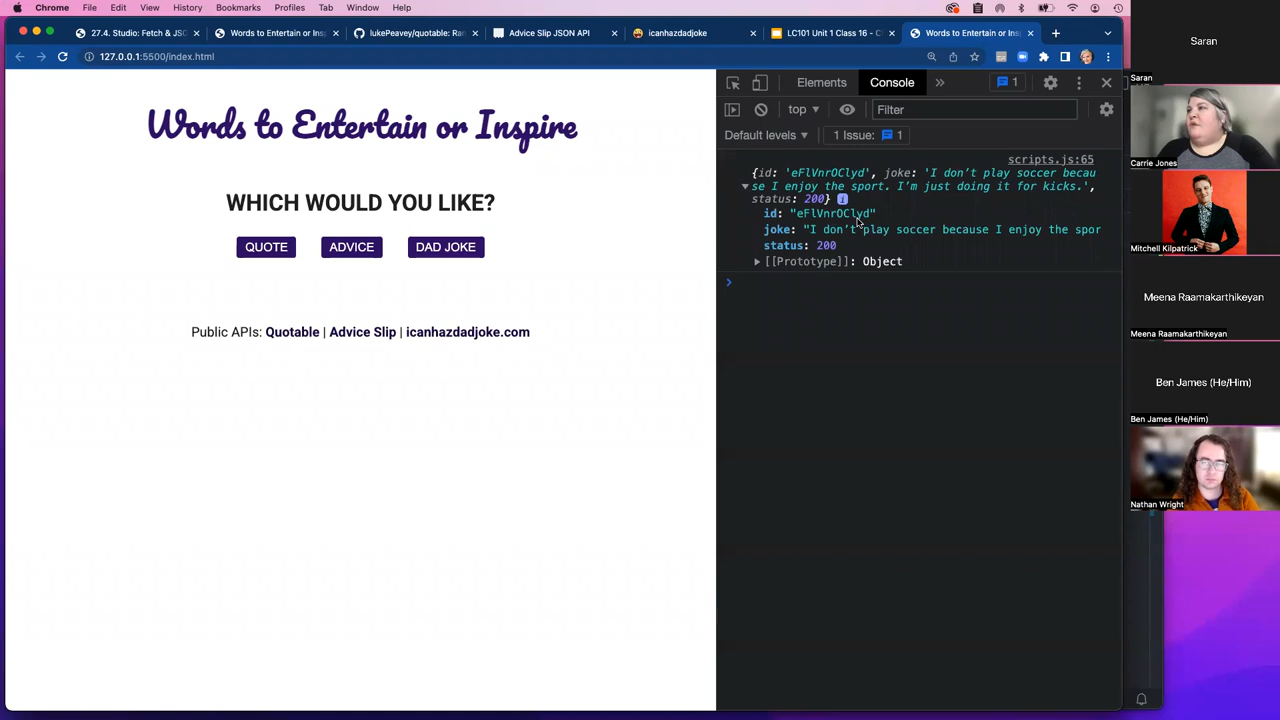 Chrome File Edit View History Bookmarks Profiles Tab Window Help
27.4. Studio: Fetch & JSO
Words to Entertain or Insp
lukePeavey/quotable: Ran
Advice Slip JSON API
icanhazdadjoke
LC101 Unit 1 Class 16 - C
Words to Entertain or Insp
127.0.0.1:5500/index.html
Words to Entertain or Inspire
WHICH WOULD YOU LIKE?
QUOTE ADVICE DAD JOKE
Public APIs: Quotable | Advice Slip | icanhazdadjoke.com
Elements Console » 1
top Filter
Default levels 1 Issue: 1
scripts.js:65
{id: 'eFlVnrOClyd', joke: 'I don’t play soccer becau
se I enjoy the sport. I’m just doing it for kicks.',
status: 200} i
id: "eFlVnrOClyd"
joke: "I don’t play soccer because I enjoy the spor
status: 200
[[Prototype]]: Object
Saran
Saran
Carrie Jones
Mitchell Kilpatrick
Meena Raamakarthikeyan
Meena Raamakarthikeyan
Ben James (He/Him)
Ben James (He/Him)
Nathan Wright